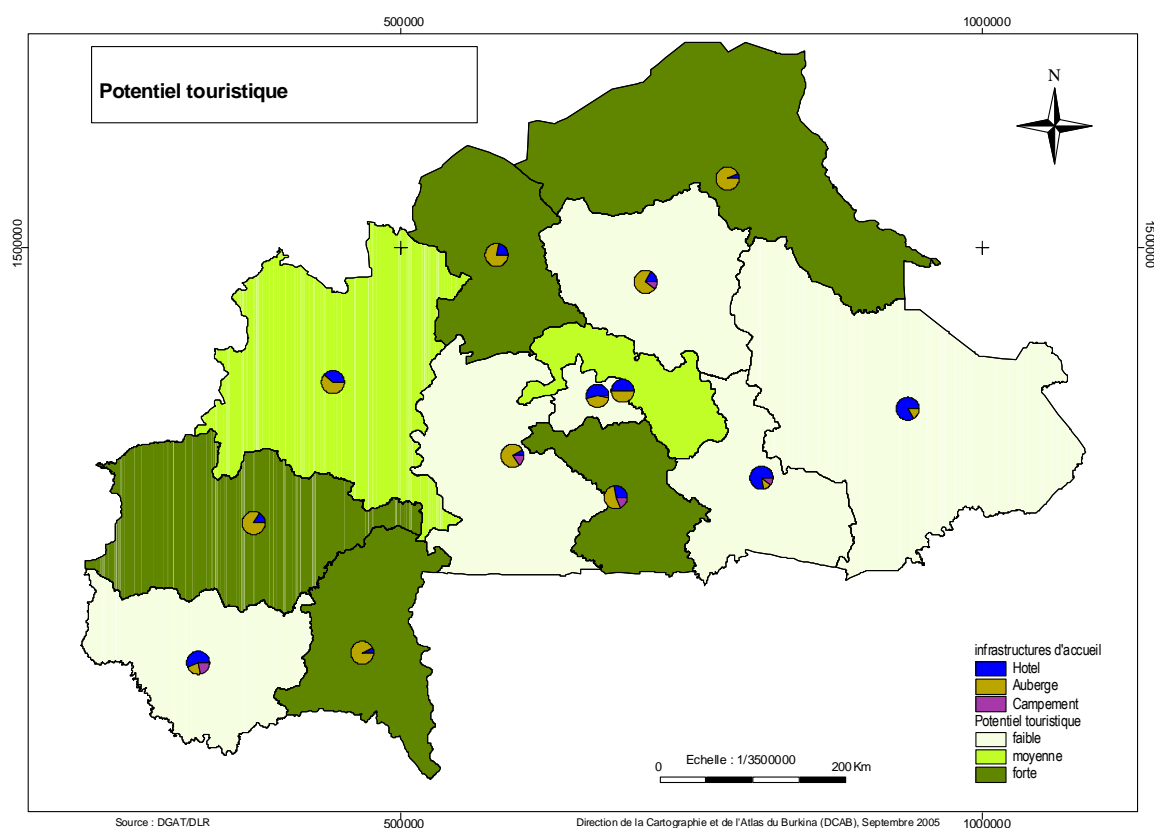 500000
1000000
Potentiel touristique
N
1500000
1500000
infrastructures d'accueil
Hotel
Auberge
Campement
Potentiel touristique
faible
moyenne
forte
Echelle : 1/3500000
0
200 Km
Source : DGAT/DLR
500000
Direction de la Cartographie et de l'Atlas du Burkina (DCAB), Septembre 2005
1000000